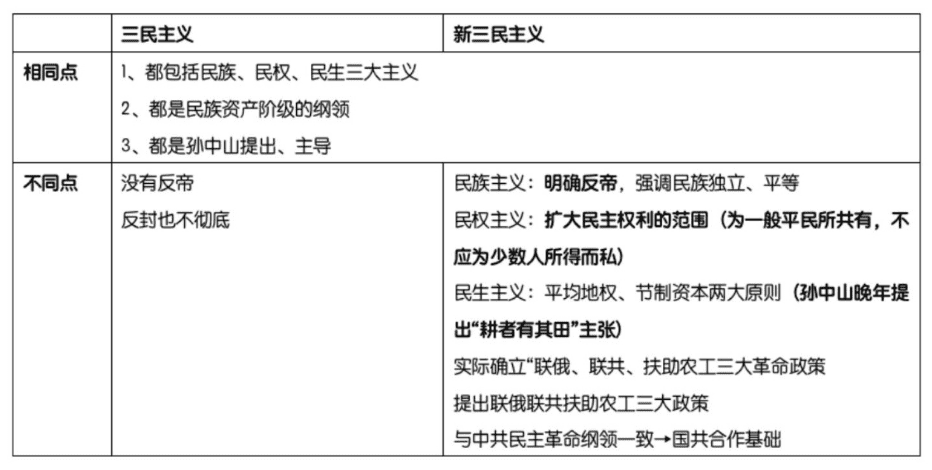 三民主义 新三民主义
相同点 1、都包括民族、民权、民生三大主义
2、都是民族资产阶级的纲领
3、都是孙中山提出、主导
不同点 没有反帝 民族主义：明确反帝，强调民族独立、平等
反封也不彻底 民权主义：扩大民主权利的范围（为一般平民所共有，不
应为少数人所得而私）
民生主义：平均地权、节制资本两大原则（孙中山晚年提
出“耕者有其田”主张）
实际确立“联俄、联共、扶助农工三大革命政策
提出联俄联共扶助农工三大政策
与中共民主革命纲领一致→国共合作基础